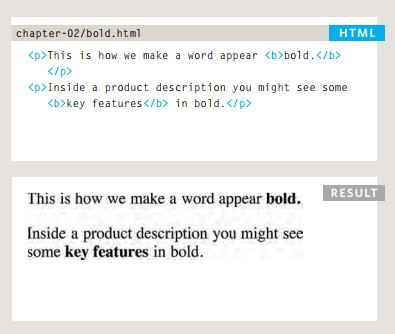 chapter-02/bold.html
HTML
<p>This is how we make a word appear <b>bold.</b>
</p>
<p>Inside a product description you might see some
<b>key features</b> in bold.</p>
RESULT
This is how we make a word appear bold.
Inside a product description you might see
some key features in bold.